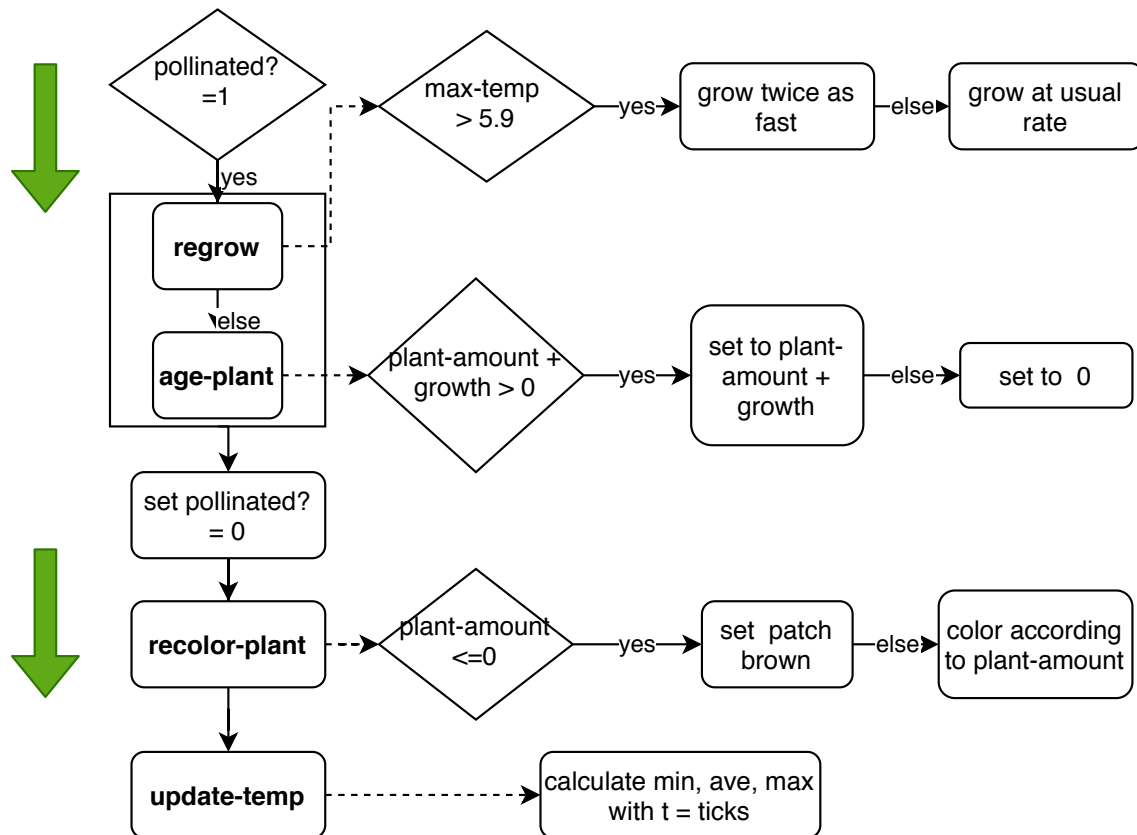 pollinated?
=1
max-temp
> 5.9
yes
grow twice as
fast
else
grow at usual
rate
yes
regrow
else
age-plant
plant-amount +
growth > 0
yes
set to plant-
amount +
growth
else
set to 0
set pollinated?
= 0
recolor-plant
plant-amount
<=0
yes
set patch
brown
else
color according
to plant-amount
update-temp
calculate min, ave, max
with t = ticks